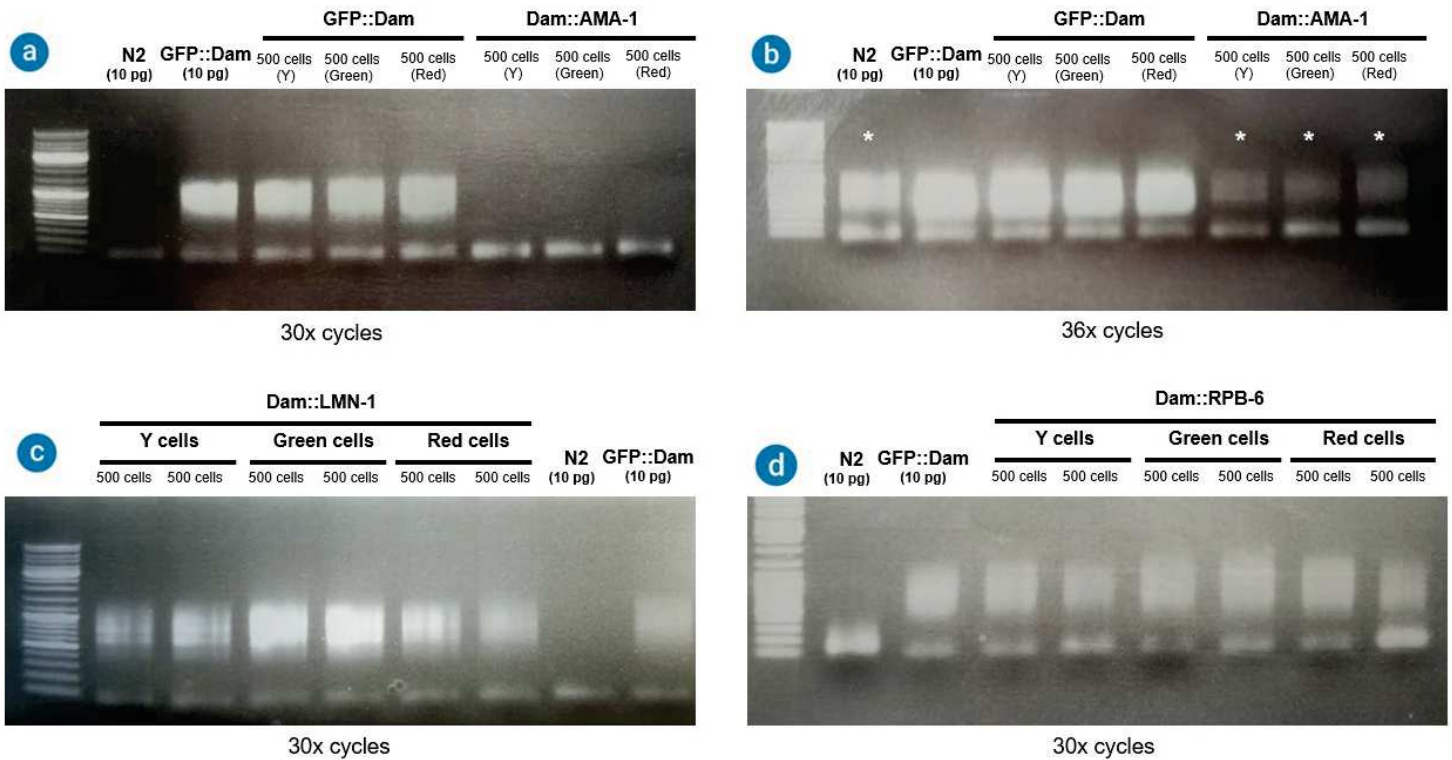 a
GFP::Dam Dam::AMA-1
N2 GFP::Dam 500 cells 500 cells 500 cells 500 cells 500 cells 500 cells
(10 pg) (10 pg) (Y) (Green) (Red) (Y) (Green) (Red)
30x cycles
b
GFP::Dam Dam::AMA-1
N2 GFP::Dam 500 cells 500 cells 500 cells 500 cells 500 cells 500 cells
(10 pg) (10 pg) (Y) (Green) (Red) (Y) (Green) (Red)
* * * *
36x cycles
c
Dam::LMN-1
Y cells Green cells Red cells N2 GFP::Dam
500 cells 500 cells 500 cells 500 cells 500 cells 500 cells (10 pg) (10 pg)
30x cycles
d
Dam::RPB-6
N2 GFP::Dam Y cells Green cells Red cells
(10 pg) (10 pg) 500 cells 500 cells 500 cells 500 cells 500 cells 500 cells
30x cycles